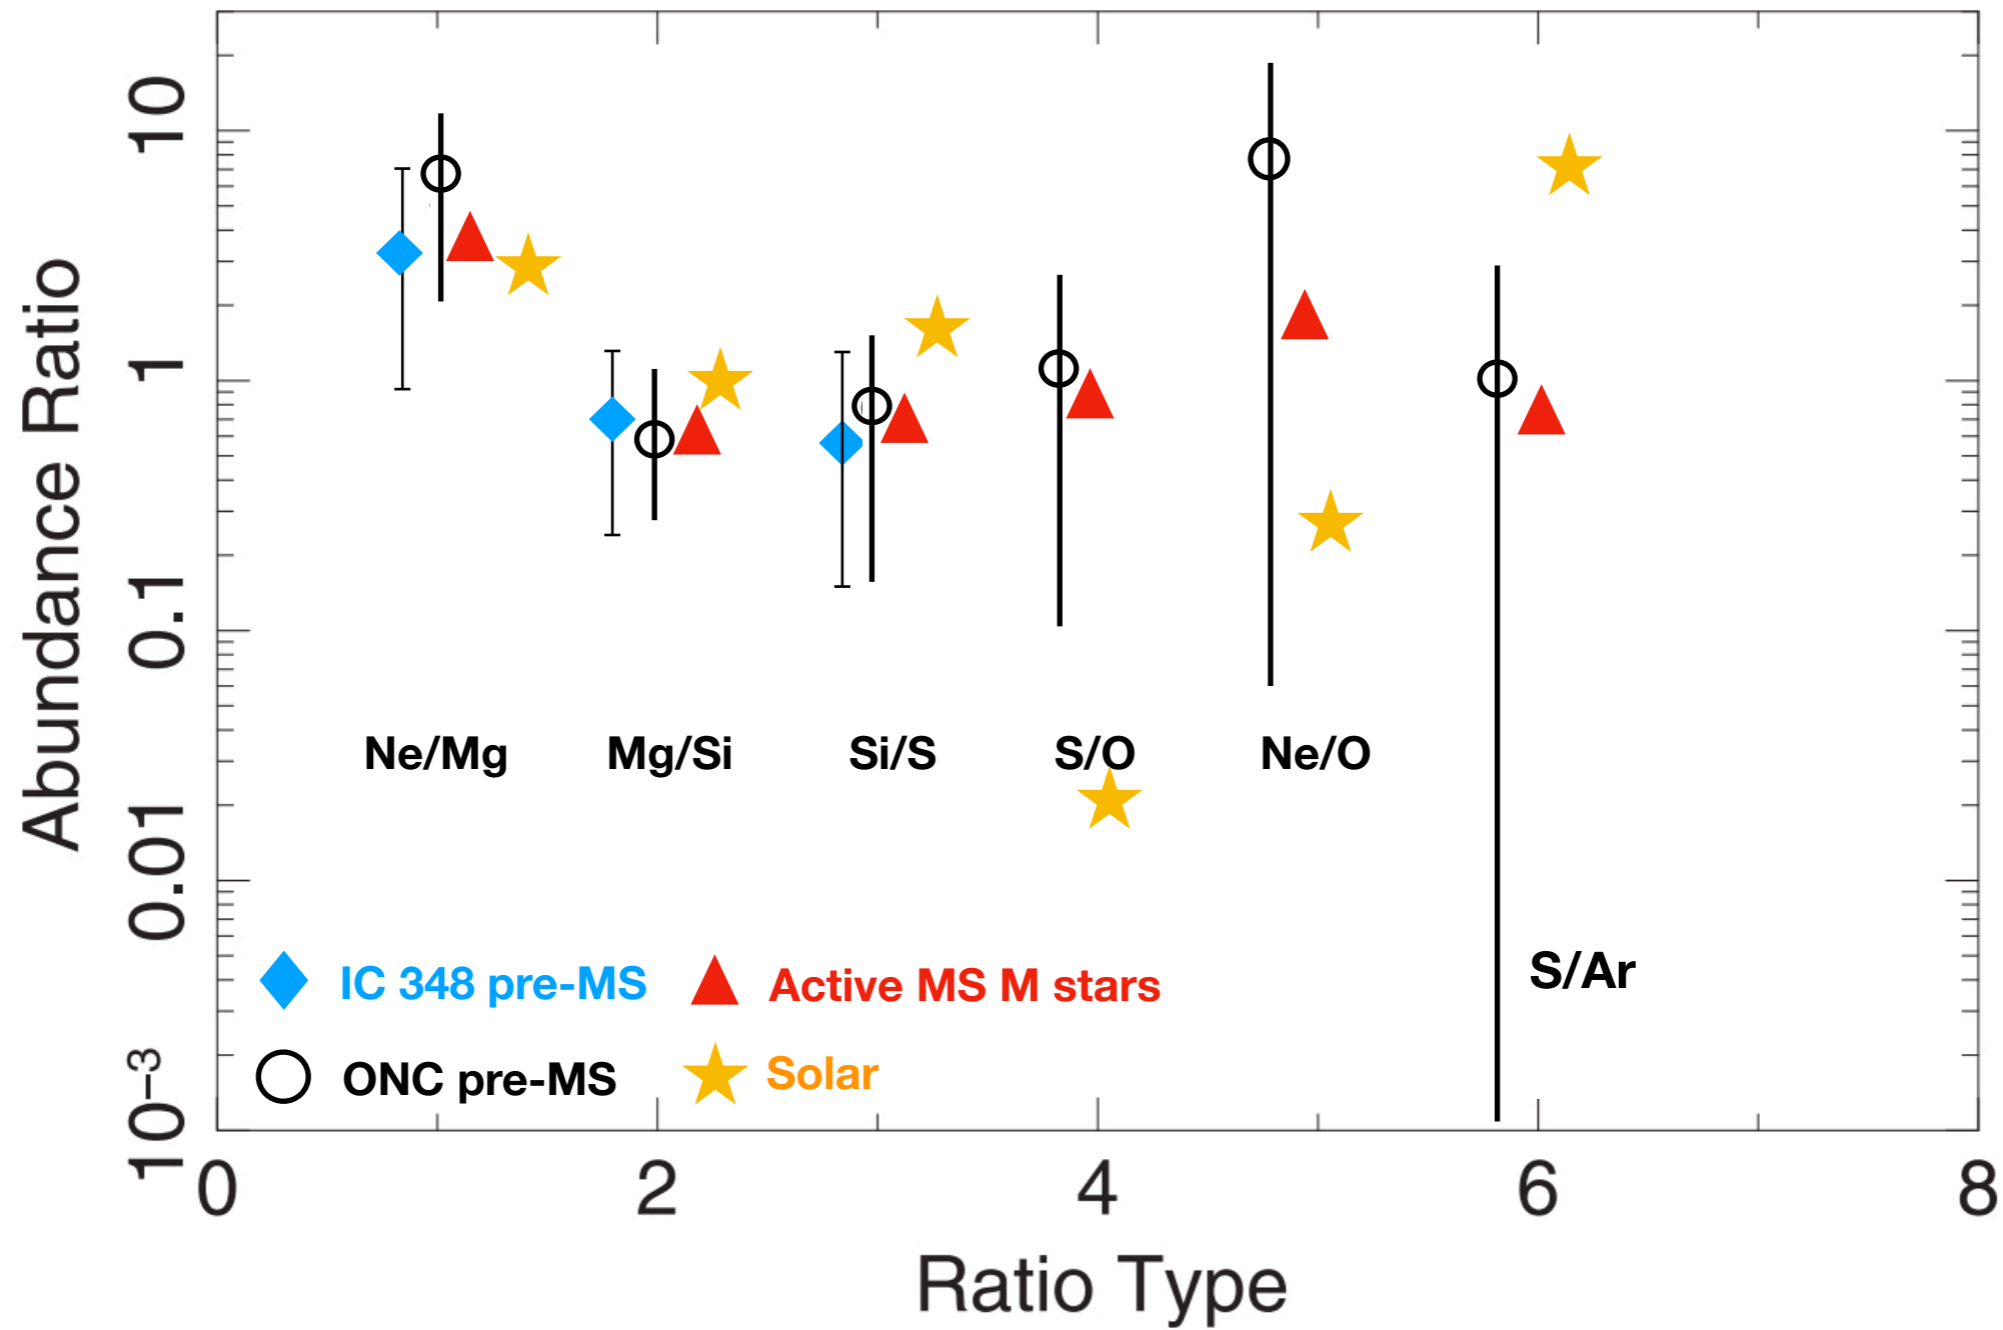 Abundance Ratio
10
1
0.1
0.01
10⁻³
Ne/Mg
Mg/Si
Si/S
S/O
Ne/O
S/Ar
IC 348 pre-MS
Active MS M stars
ONC pre-MS
Solar
0
2
4
6
8
Ratio Type